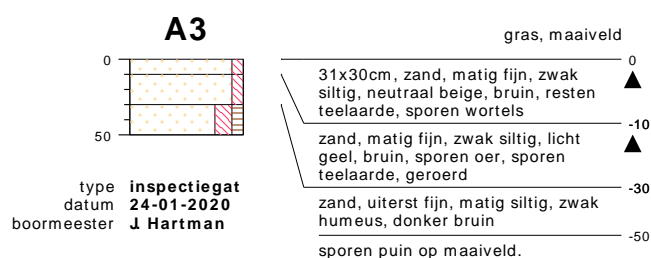 A3
gras, maaiveld
0
0
31x30cm, zand, matig fijn, zwak
siltig, neutraal beige, bruin, resten
teelaarde, sporen wortels
-10
zand, matig fijn, zwak siltig, licht
geel, bruin, sporen oer, sporen
teelaarde, geroerd
-30
zand, uiterst fijn, matig siltig, zwak
humeus, donker bruin
-50
sporen puin op maaiveld.
50
type inspectiegat
datum 24-01-2020
boormeester J. Hartman